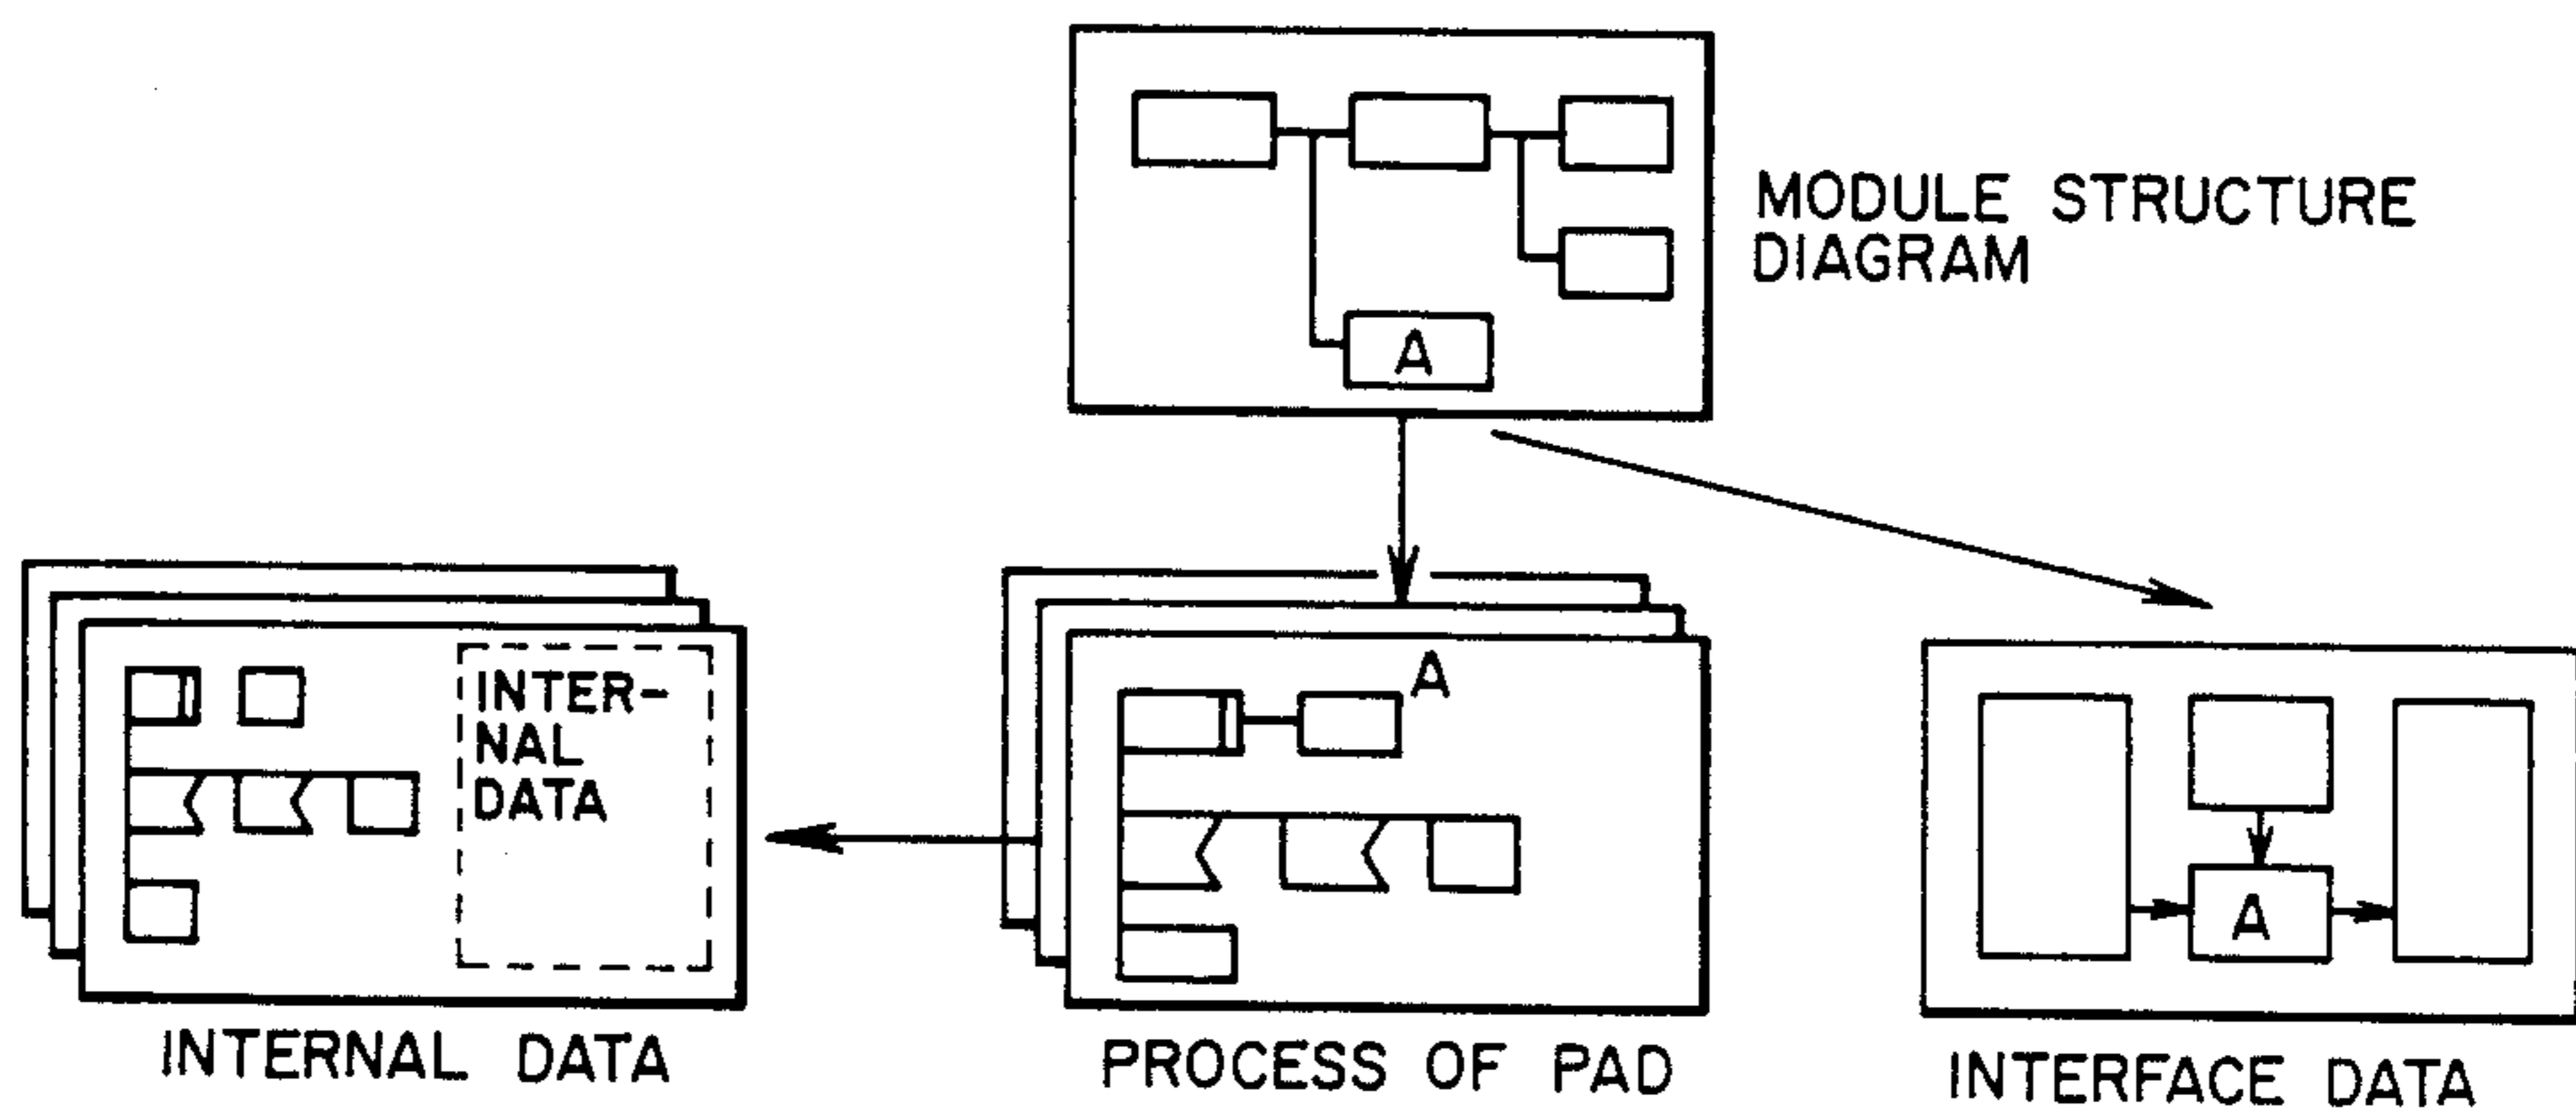 MODULE STRUCTURE
DIAGRAM
A
INTER-
NAL
DATA
A
A
INTERNAL DATA
PROCESS OF PAD
INTERFACE DATA